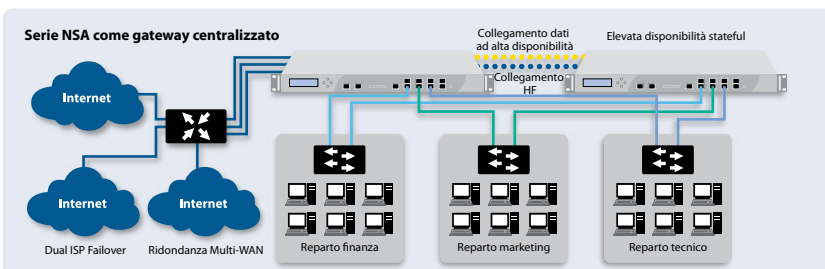 Serie NSA come gateway centralizzato
Collegamento dati
ad alta disponibilità
Elevata disponibilità stateful
Collegamento
HF
Internet
Internet
Internet
Dual ISP Failover
Ridondanza Multi-WAN
Reparto finanza
Reparto marketing
Reparto tecnico